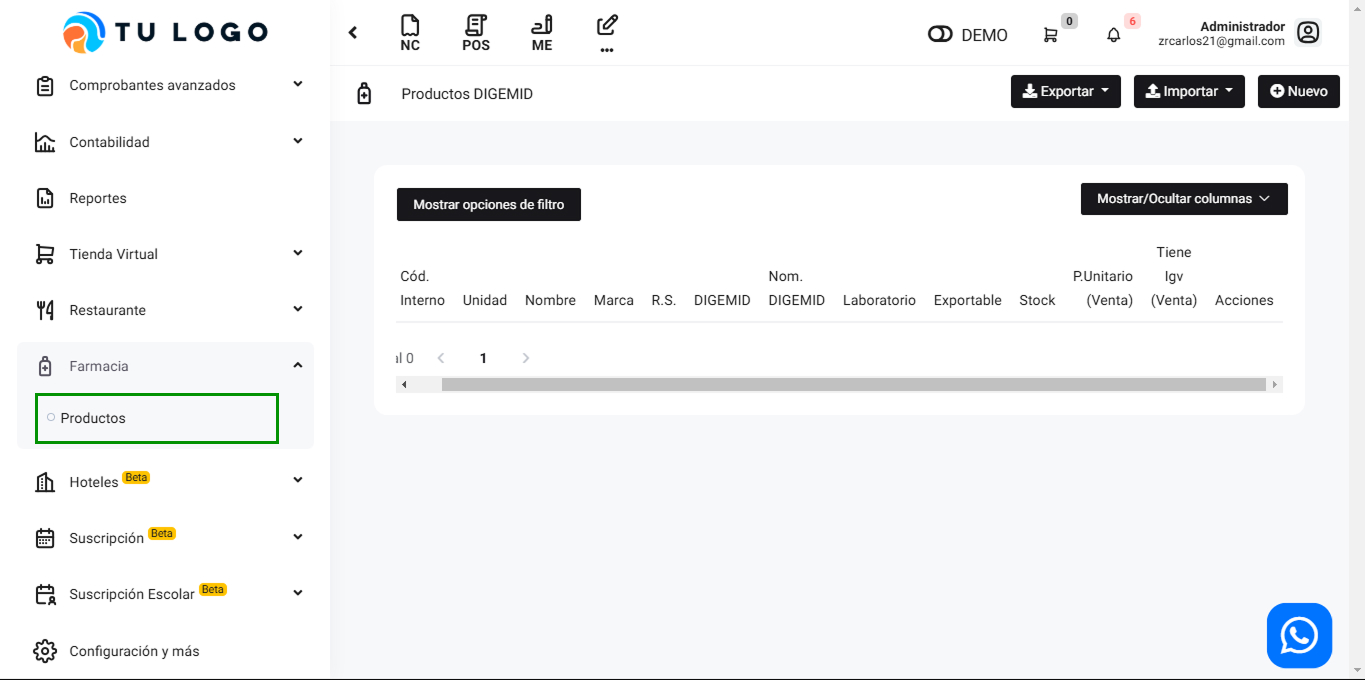 TU LOGO
NC
POS
ME
...
DEMO
0
6
Administrador
zrcarlos21@gmail.com
Comprobantes avanzados
Contabilidad
Reportes
Tienda Virtual
Restaurante
Farmacia
Productos
Hoteles Beta
Suscripción Beta
Suscripción Escolar Beta
Configuración y más
Productos DIGEMID
Exportar
Importar
Nuevo
Mostrar opciones de filtro
Mostrar/Ocultar columnas
Cód. Interno
Unidad
Nombre
Marca
R.S.
DIGEMID
Nom. DIGEMID
Laboratorio
Exportable
Stock
P.Unitario (Venta)
Tiene Igv (Venta)
Acciones
al 0
1